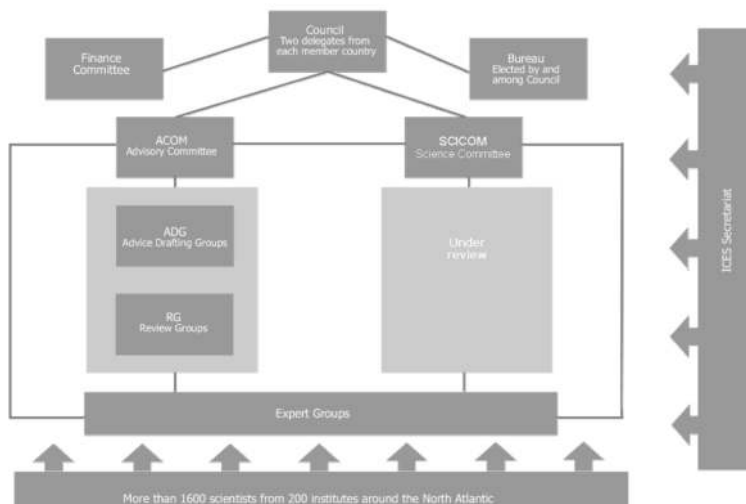 Council
Two delegates from
each member country
Finance
Committee
Bureau
Elected by and
among Council
ACOM
Advisory Committee
SCICOM
Science Committee
ADG
Advice Drafting Groups
Under
review
RG
Review Groups
ICES Secretariat
Expert Groups
More than 1600 scientists from 200 institutes around the North Atlantic